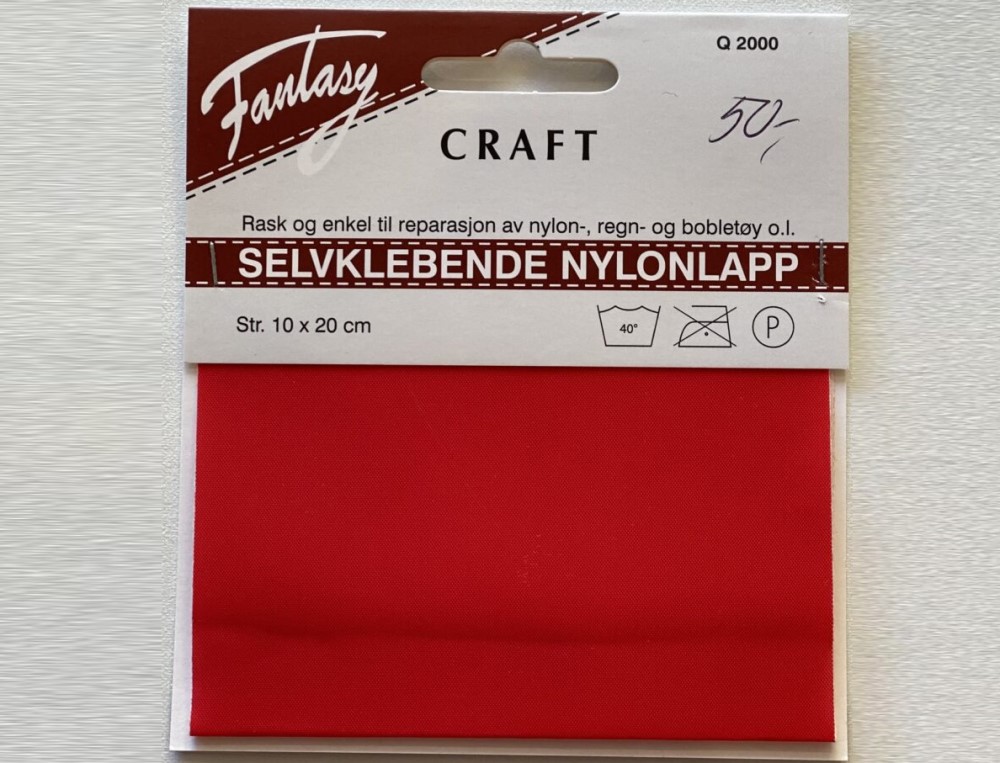 Fantasy
Q 2000
50,-
CRAFT
Rask og enkel til reparasjon av nylon-, regn- og bobletøy o.l.
SELVKLEBENDE NYLONLAPP
Str. 10 x 20 cm
40°
P